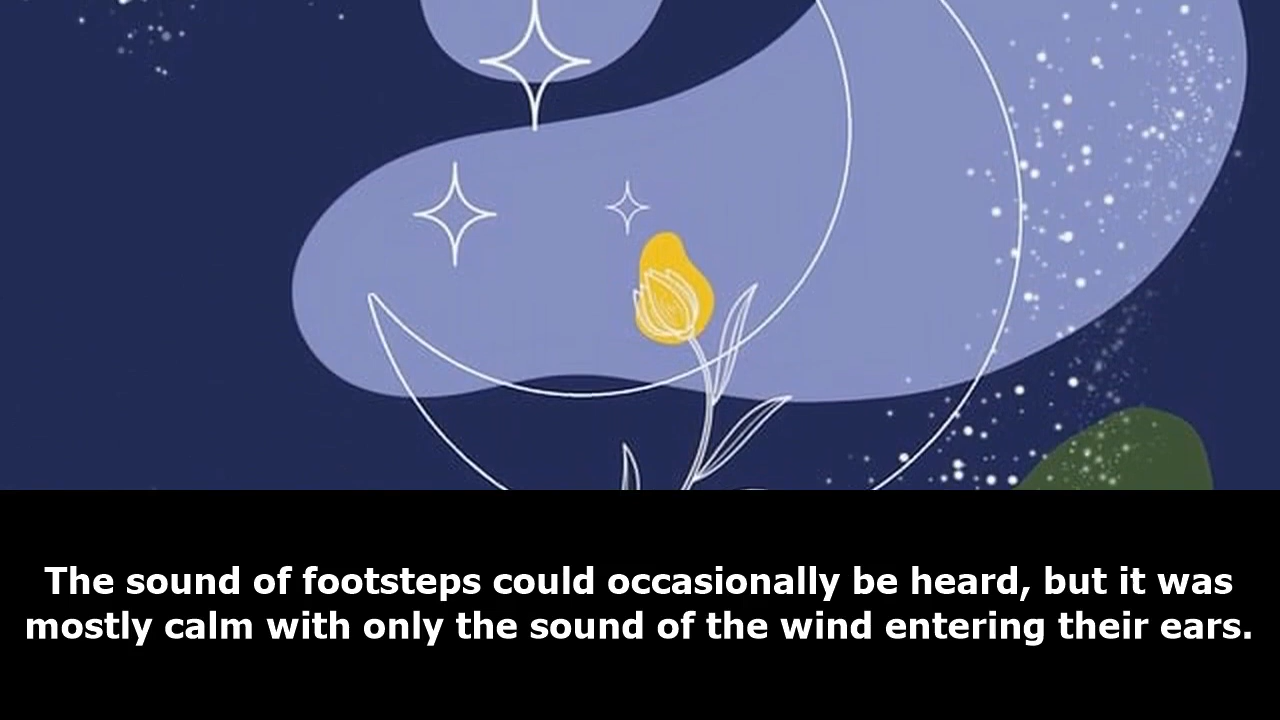 The sound of footsteps could occasionally be heard, but it was
mostly calm with only the sound of the wind entering their ears.